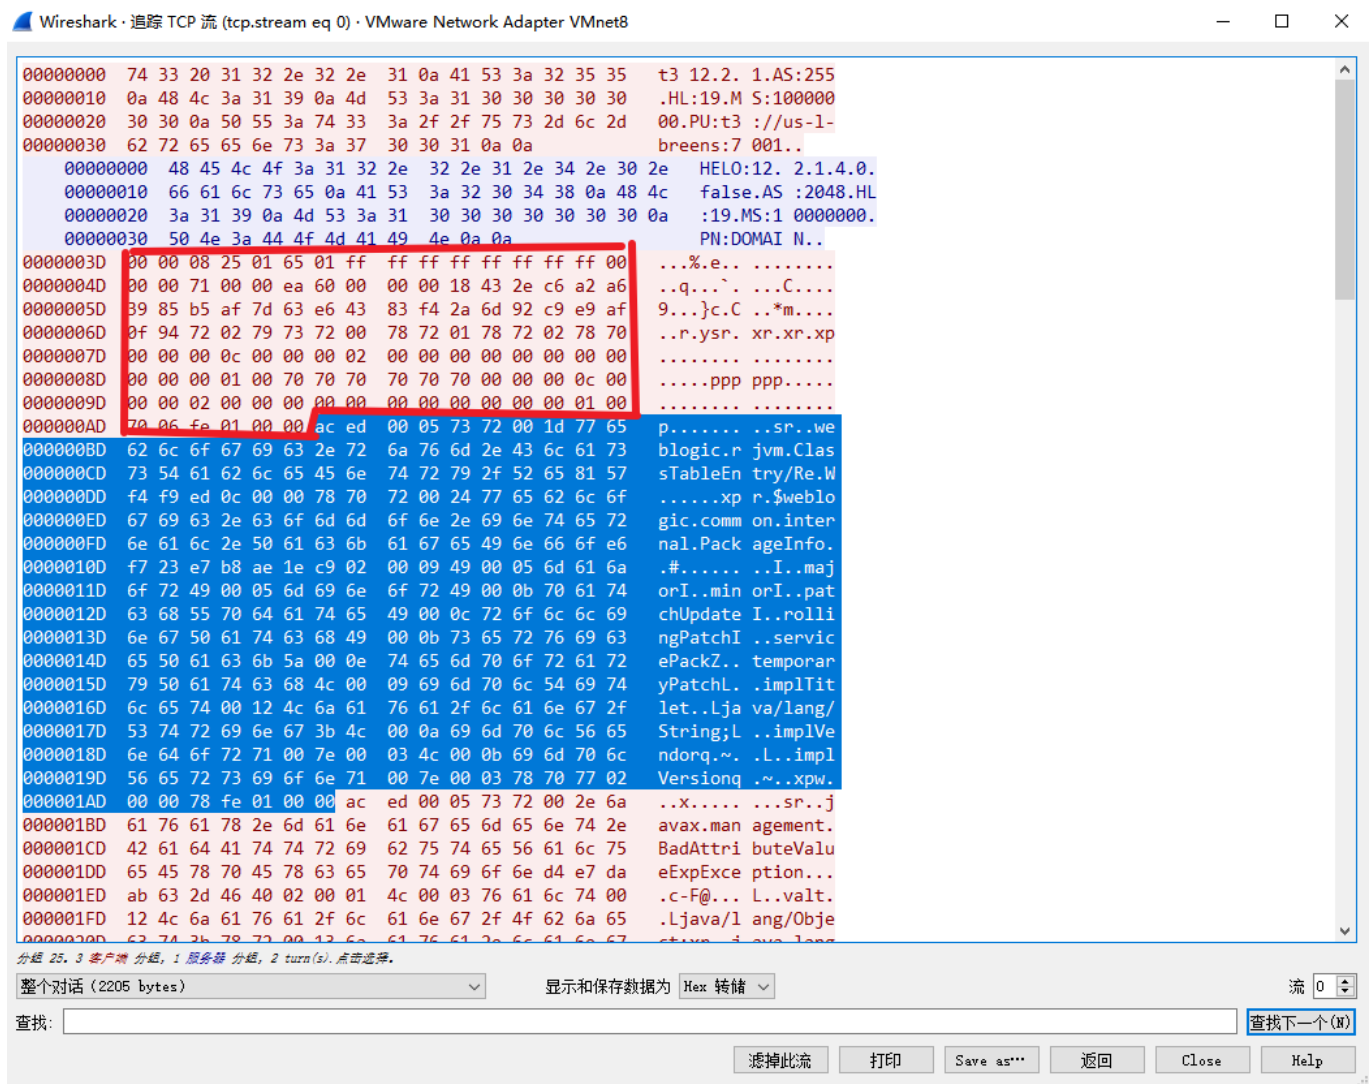 Wireshark · 追踪 TCP 流 (tcp.stream eq 0) · VMware Network Adapter VMnet8
00000000 74 33 20 31 32 2e 32 2e 31 0a 41 53 3a 32 35 35 t3 12.2. 1.AS:255
00000010 0a 48 4c 3a 31 39 0a 4d 53 3a 31 30 30 30 30 30 .HL:19.M S:100000
00000020 30 30 0a 50 55 3a 74 33 3a 2f 2f 75 73 2d 6c 2d 00.PU:t3 ://us-l-
00000030 62 72 65 65 6e 73 3a 37 30 30 31 0a 0a breens:7 001..
00000000 48 45 4c 4f 3a 31 32 2e 32 2e 31 2e 34 2e 30 2e HELO:12. 2.1.4.0.
00000010 66 61 6c 73 65 0a 41 53 3a 32 30 34 38 0a 48 4c false.AS :2048.HL
00000020 3a 31 39 0a 4d 53 3a 31 30 30 30 30 30 30 30 0a :19.MS:1 0000000.
00000030 50 4e 3a 44 4f 4d 41 49 4e 0a 0a PN:DOMAI N..
0000003D 00 00 08 25 01 65 01 ff ff ff ff ff ff ff ff 00 ...%.e.. ........
0000004D 00 00 71 00 00 ea 60 00 00 00 18 43 2e c6 a2 a6 ..q...`. ...C....
0000005D 39 85 b5 af 7d 63 e6 43 83 f4 2a 6d 92 c9 e9 af 9...}c.C ..*m....
0000006D 0f 94 72 02 79 73 72 00 78 72 01 78 72 02 78 70 ..r.ysr. xr.xr.xp
0000007D 00 00 00 0c 00 00 00 02 00 00 00 00 00 00 00 00 ........ ........
0000008D 00 00 00 01 00 70 70 70 70 70 70 00 00 00 0c 00 .....ppp ppp.....
0000009D 00 00 02 00 00 00 00 00 00 00 00 00 00 00 01 00 ........ ........
000000AD 70 06 fe 01 00 00 ac ed 00 05 73 72 00 1d 77 65 p....... ..sr..we
000000BD 62 6c 6f 67 69 63 2e 72 6a 76 6d 2e 43 6c 61 73 blogic.r jvm.Clas
000000CD 73 54 61 62 6c 65 45 6e 74 72 79 2f 52 65 81 57 sTableEn try/Re.W
000000DD f4 f9 ed 0c 00 00 78 70 72 00 24 77 65 62 6c 6f ......xp r.$weblo
000000ED 67 69 63 2e 63 6f 6d 6d 6f 6e 2e 69 6e 74 65 72 gic.comm on.inter
000000FD 6e 61 6c 2e 50 61 63 6b 61 67 65 49 6e 66 6f e6 nal.Pack ageInfo.
0000010D f7 23 e7 b8 ae 1e c9 02 00 09 49 00 05 6d 61 6a .#...... ..I..maj
0000011D 6f 72 49 00 05 6d 69 6e 6f 72 49 00 0b 70 61 74 orI..min orI..pat
0000012D 63 68 55 70 64 61 74 65 49 00 0c 72 6f 6c 6c 69 chUpdate I..rolli
0000013D 6e 67 50 61 74 63 68 49 00 0b 73 65 72 76 69 63 ngPatchI ..servic
0000014D 65 50 61 63 6b 5a 00 0e 74 65 6d 70 6f 72 61 72 ePackZ.. temporar
0000015D 79 50 61 74 63 68 4c 00 09 69 6d 70 6c 54 69 74 yPatchL. .implTit
0000016D 6c 65 74 00 12 4c 6a 61 76 61 2f 6c 61 6e 67 2f let..Lja va/lang/
0000017D 53 74 72 69 6e 67 3b 4c 00 0a 69 6d 70 6c 56 65 String;L ..implVe
0000018D 6e 64 6f 72 71 00 7e 00 03 4c 00 0b 69 6d 70 6c ndorq.~. .L..impl
0000019D 56 65 72 73 69 6f 6e 71 00 7e 00 03 78 70 77 02 Versionq .~..xpw.
000001AD 00 00 78 fe 01 00 00 ac ed 00 05 73 72 00 2e 6a ..x..... ...sr..j
000001BD 61 76 61 78 2e 6d 61 6e 61 67 65 6d 65 6e 74 2e avax.man agement.
000001CD 42 61 64 41 74 74 72 69 62 75 74 65 56 61 6c 75 BadAttri buteValu
000001DD 65 45 78 70 45 78 63 65 70 74 69 6f 6e d4 e7 da eExpExce ption...
000001ED ab 63 2d 46 40 02 00 01 4c 00 03 76 61 6c 74 00 .c-F@... L..valt.
000001FD 12 4c 6a 61 76 61 2f 6c 61 6e 67 2f 4f 62 6a 65 .Ljava/l ang/Obje
0000020D 63 74 3b 78 72 00 13 6a 61 76 61 2e 6c 61 6e 67 ct;xr..j ava.lang
分组 25。3 客户端 分组，1 服务器 分组，2 turn(s).点击选择。
整个对话 (2205 bytes) 显示和保存数据为 Hex 转储 流 0
查找: 查找下一个(N)
滤掉此流 打印 Save as… 返回 Close Help